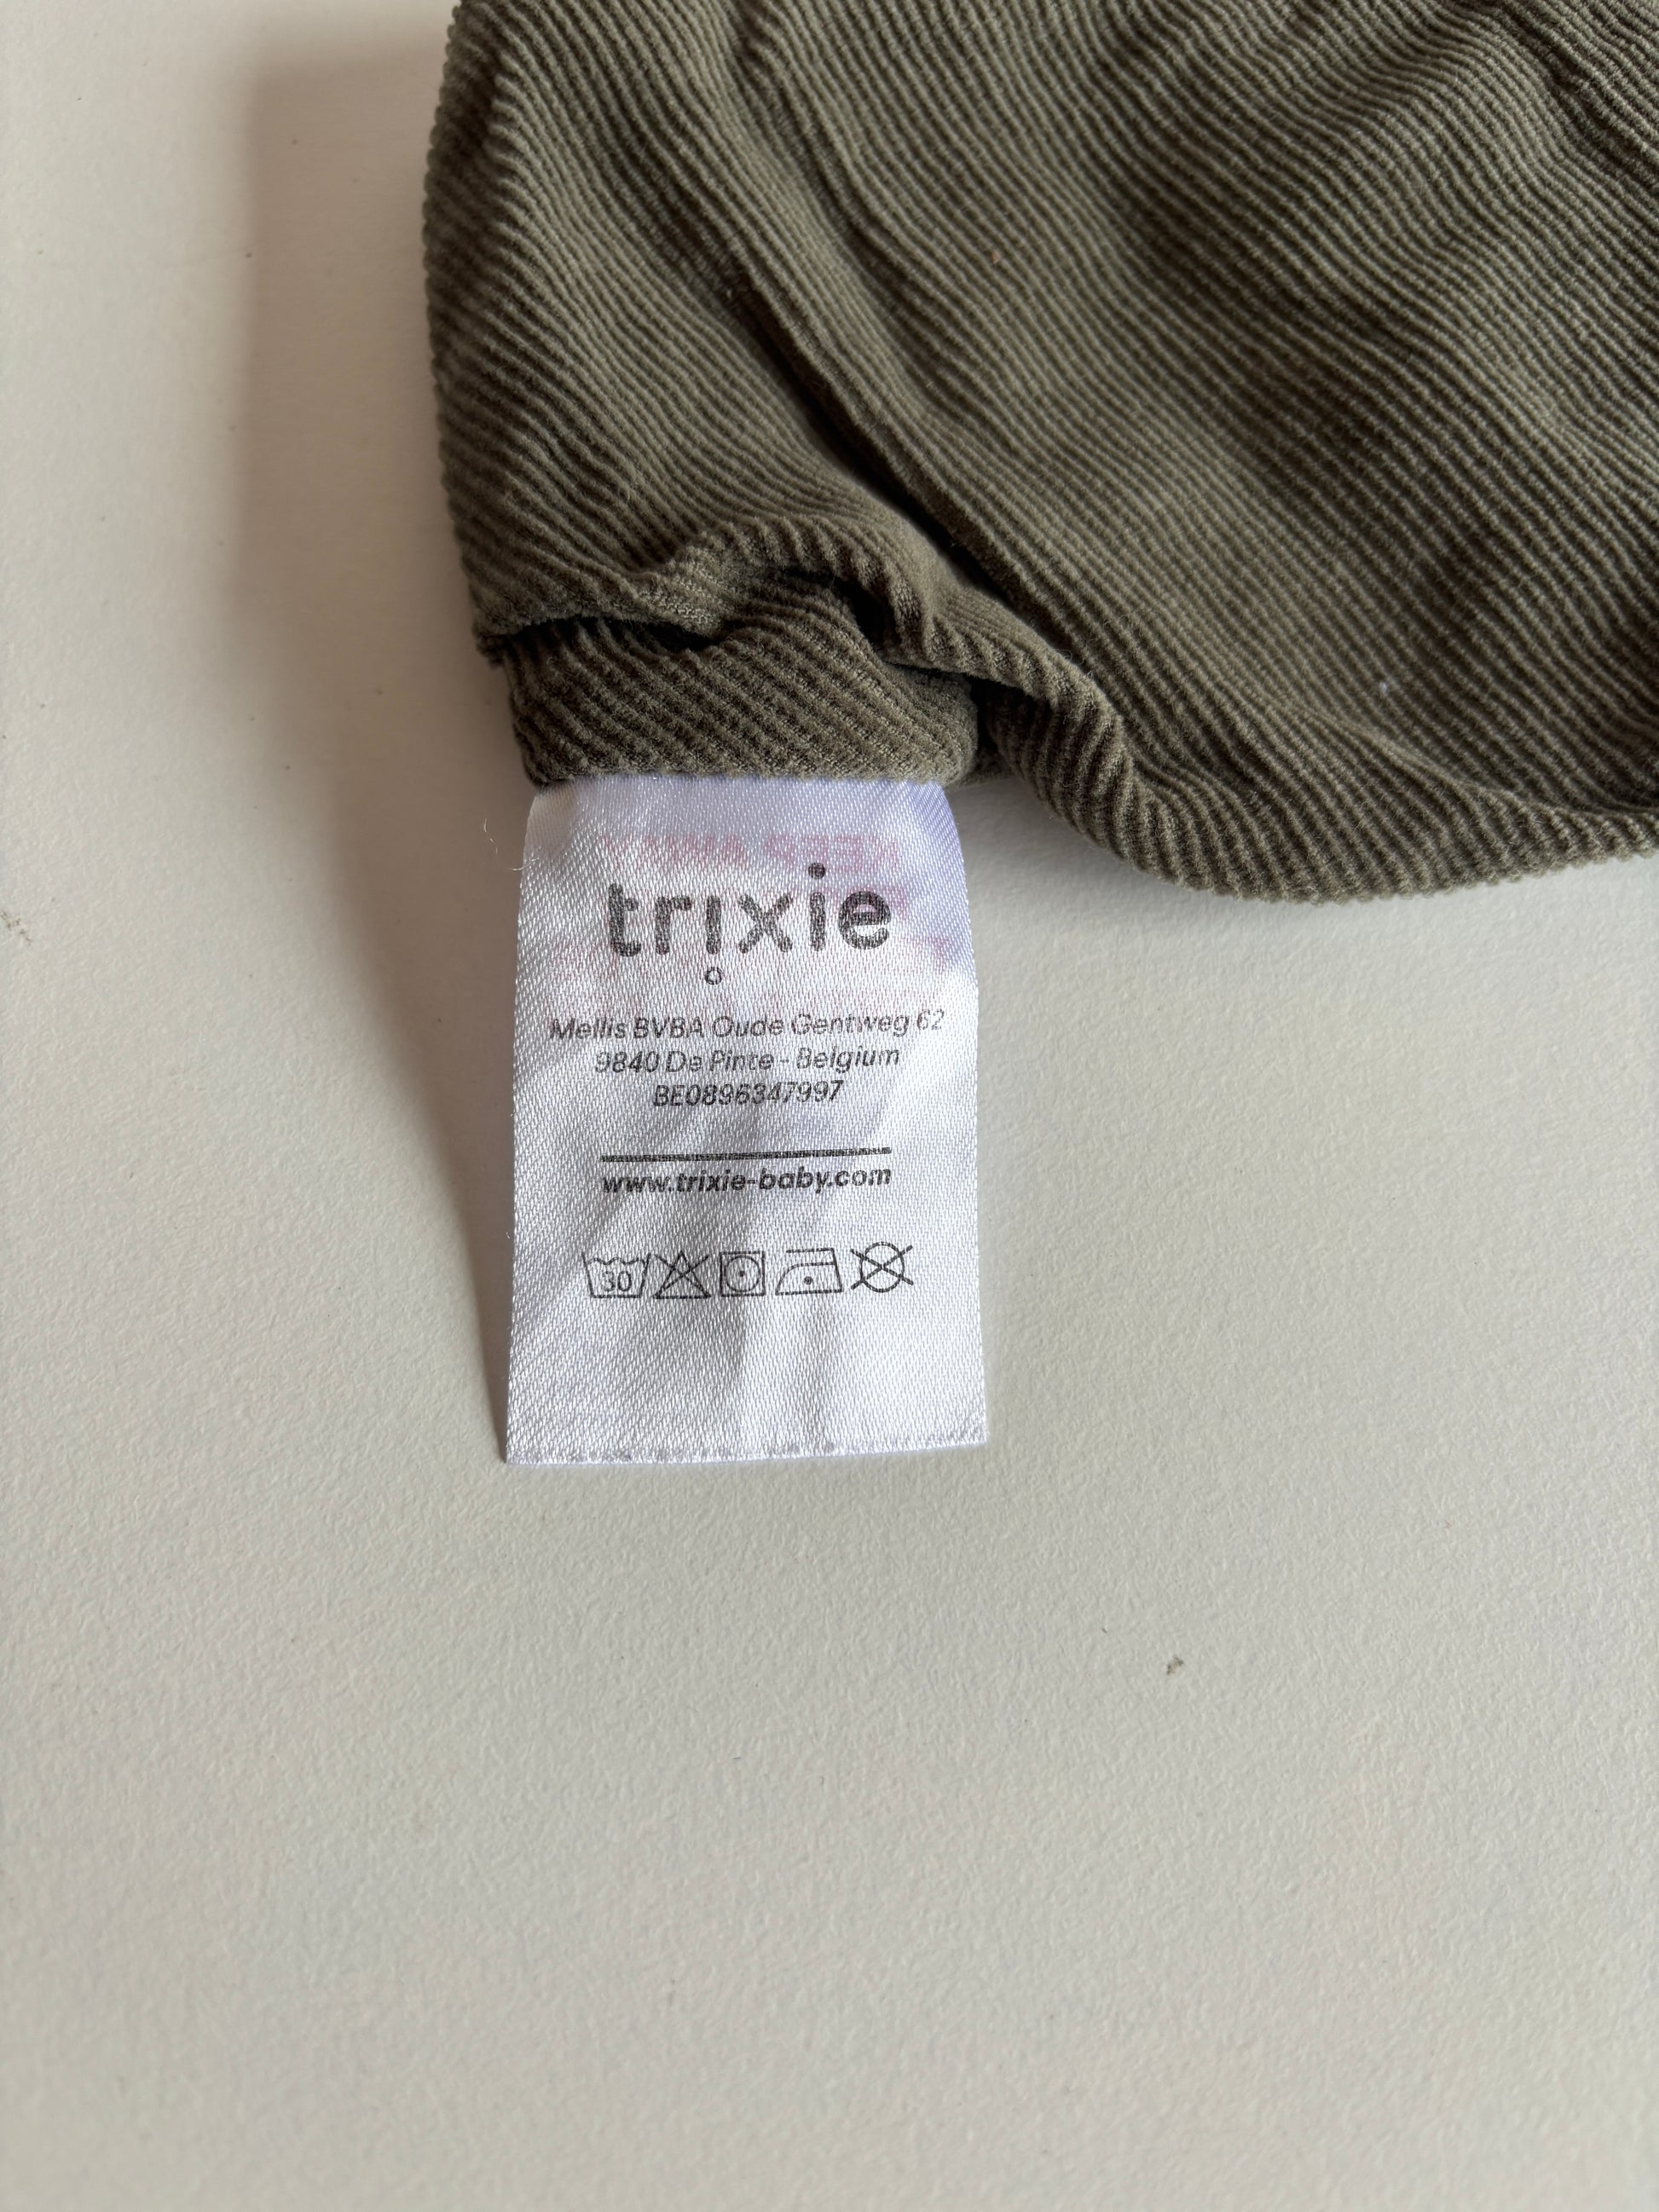 trixie
Mellis BVBA Oude Gentweg 62
9840 De Pinte - Belgium
BE0896347997
www.trixie-baby.com
30